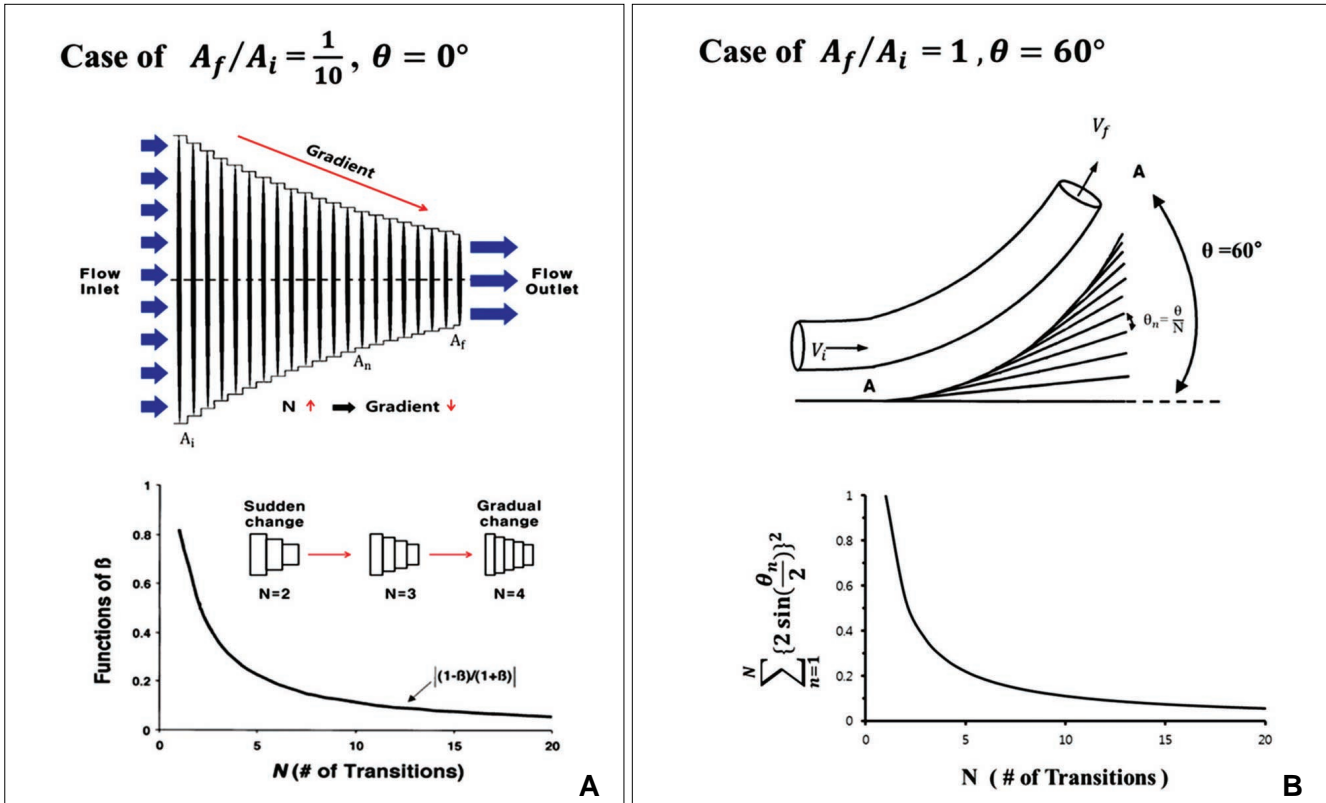 Case of A_f/A_i = 1/10, θ = 0°
Gradient
Flow
Inlet
Flow
Outlet
A_i
A_n
A_f
N ↑ ➡ Gradient ↓
Functions of ß
1
0.8
0.6
0.4
0.2
0
Sudden
change
Gradual
change
N=2
N=3
N=4
|(1-ß)/(1+ß)|
0 5 10 15 20
N (# of Transitions)
A
Case of A_f/A_i = 1, θ = 60°
V_f
A
θ =60°
θ_n = θ/N
V_i
A
∑_{n=1}^{N} {2 sin(θ_n/2)}²
1
0.8
0.6
0.4
0.2
0
0 5 10 15 20
N ( # of Transitions )
B